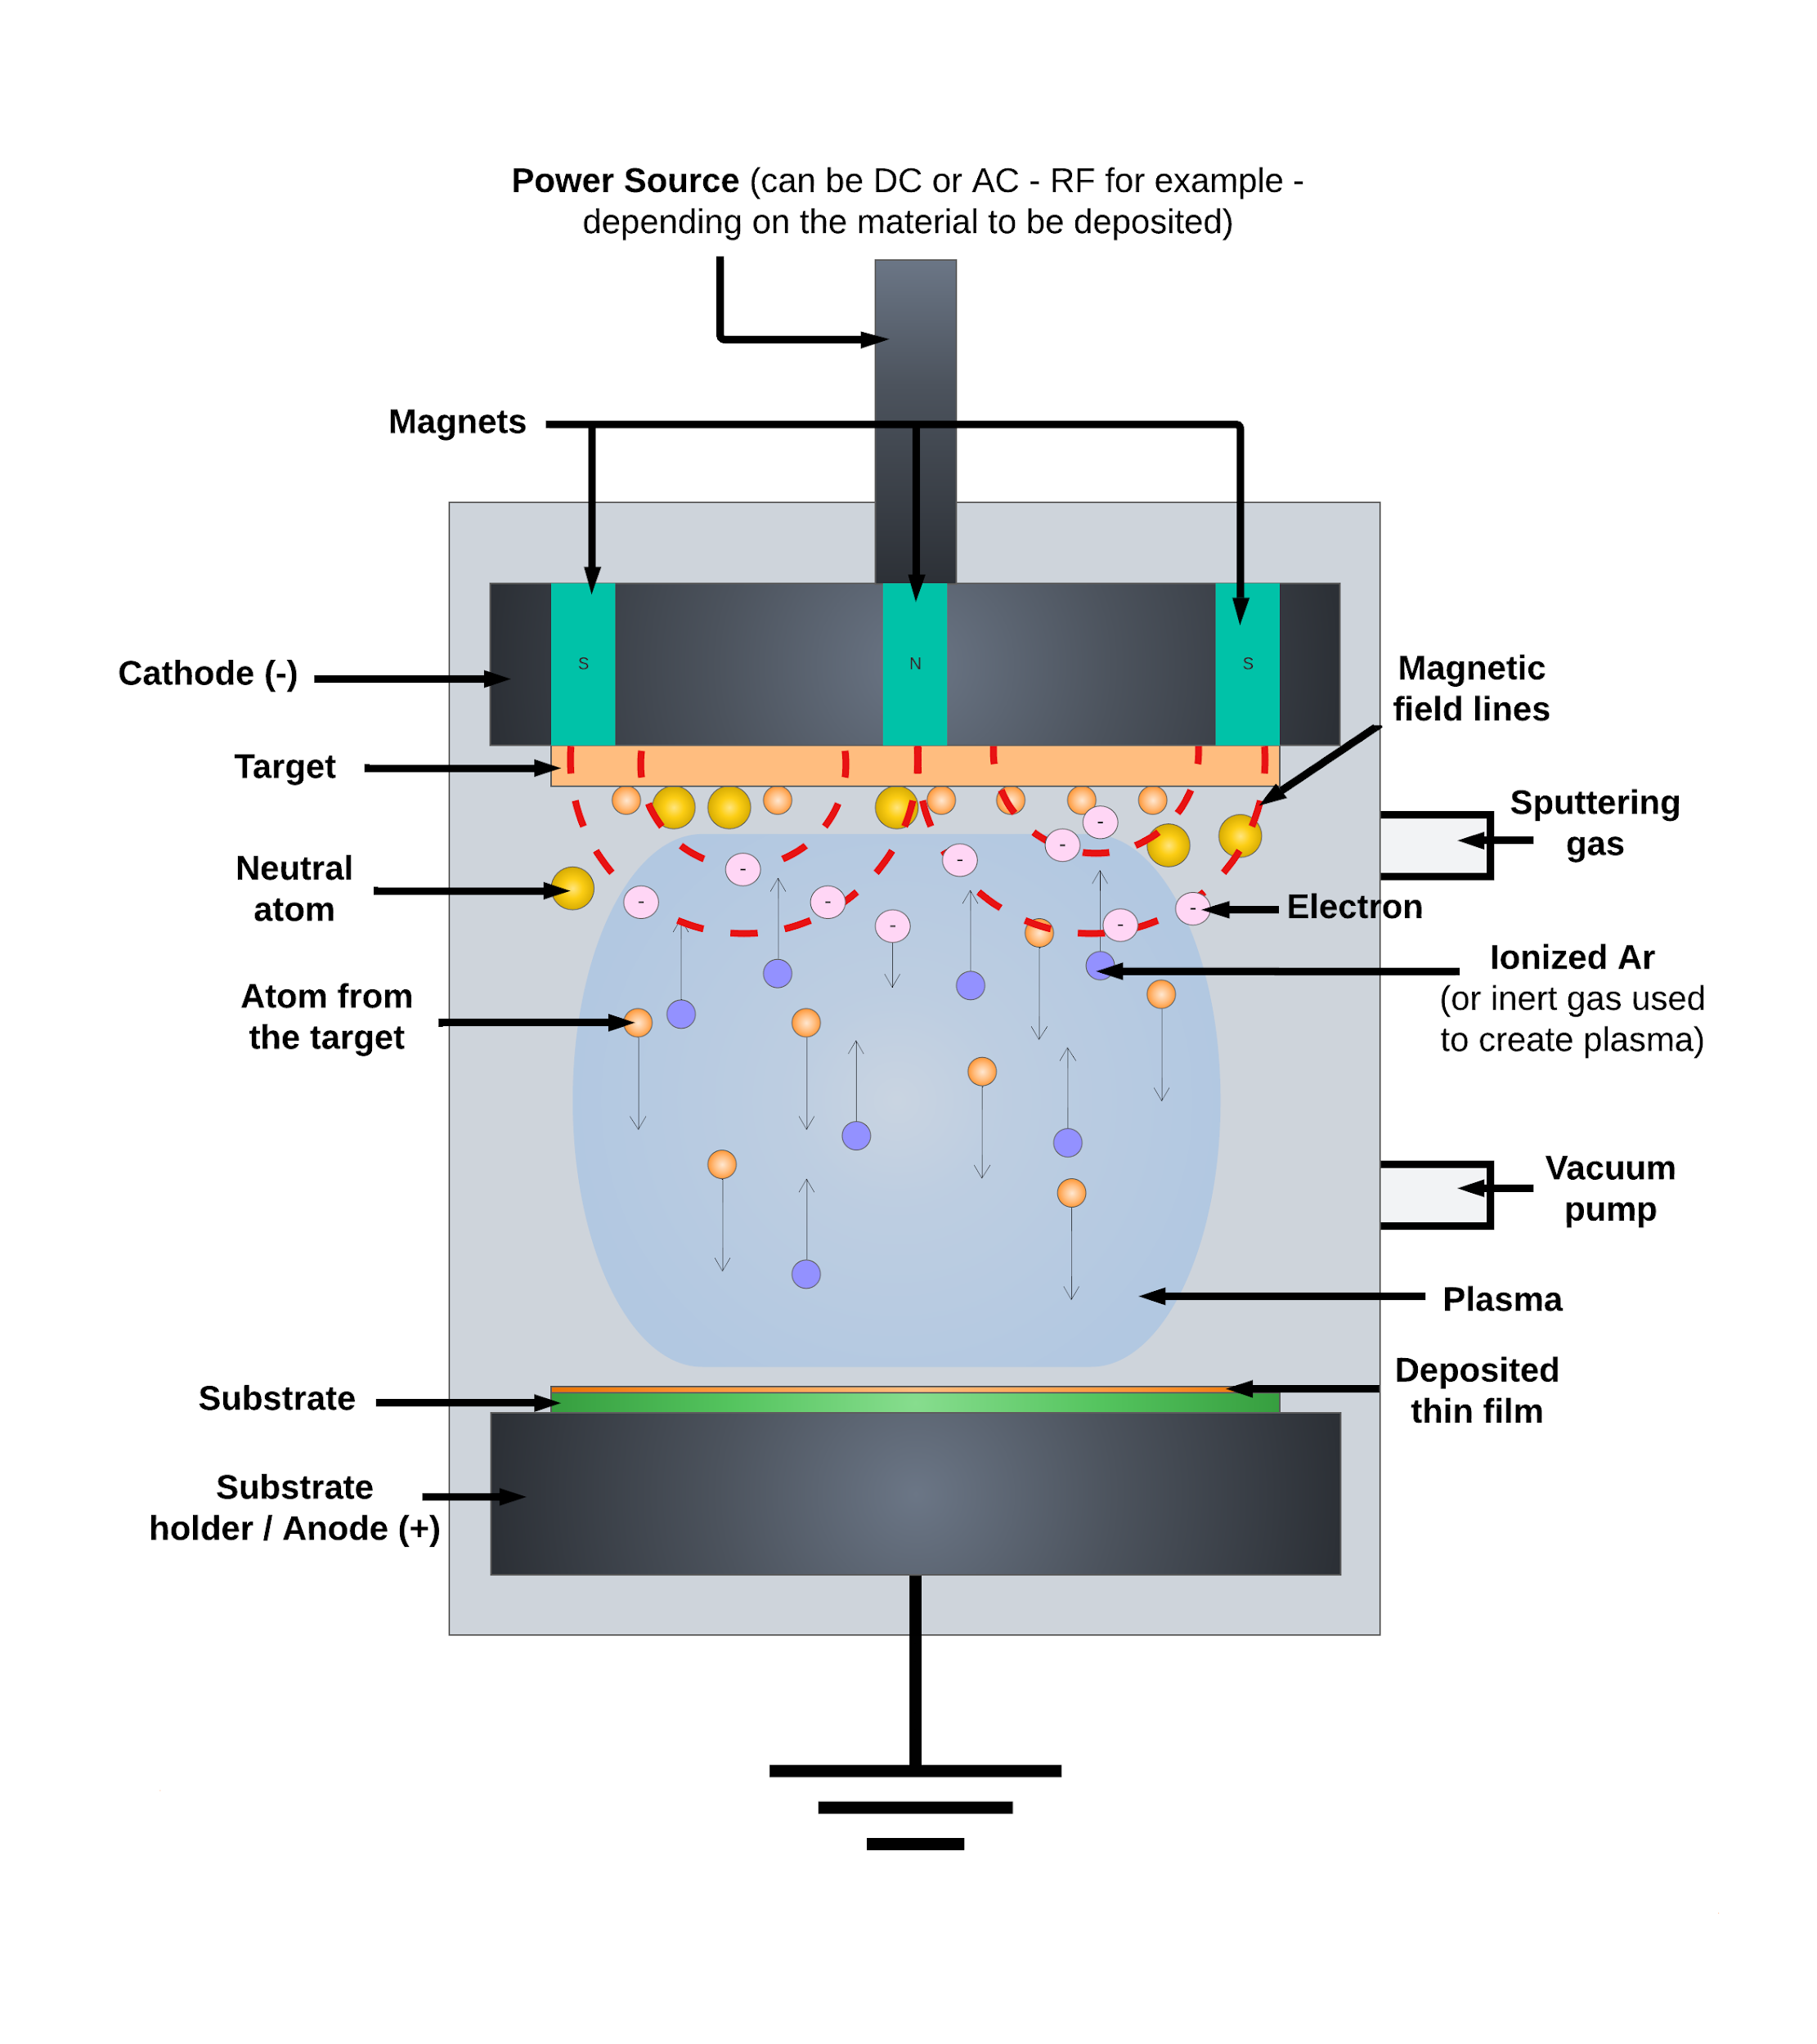 Power Source (can be DC or AC - RF for example -
depending on the material to be deposited)
Magnets
S
N
S
Cathode (-)
Magnetic
field lines
Target
Sputtering
gas
Neutral
atom
-
-
-
-
-
-
-
-
-
Electron
Ionized Ar
(or inert gas used
to create plasma)
Atom from
the target
Vacuum
pump
Plasma
Deposited
thin film
Substrate
Substrate
holder / Anode (+)